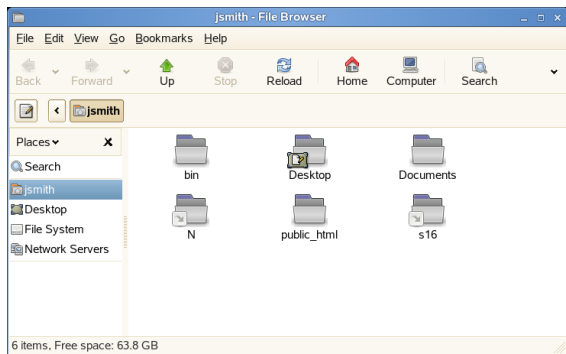 jsmith - File Browser
File Edit View Go Bookmarks Help
Back Forward Up Stop Reload Home Computer Search
jsmith
Places
Search
jsmith
Desktop
File System
Network Servers
bin Desktop Documents
N public_html s16
6 items, Free space: 63.8 GB